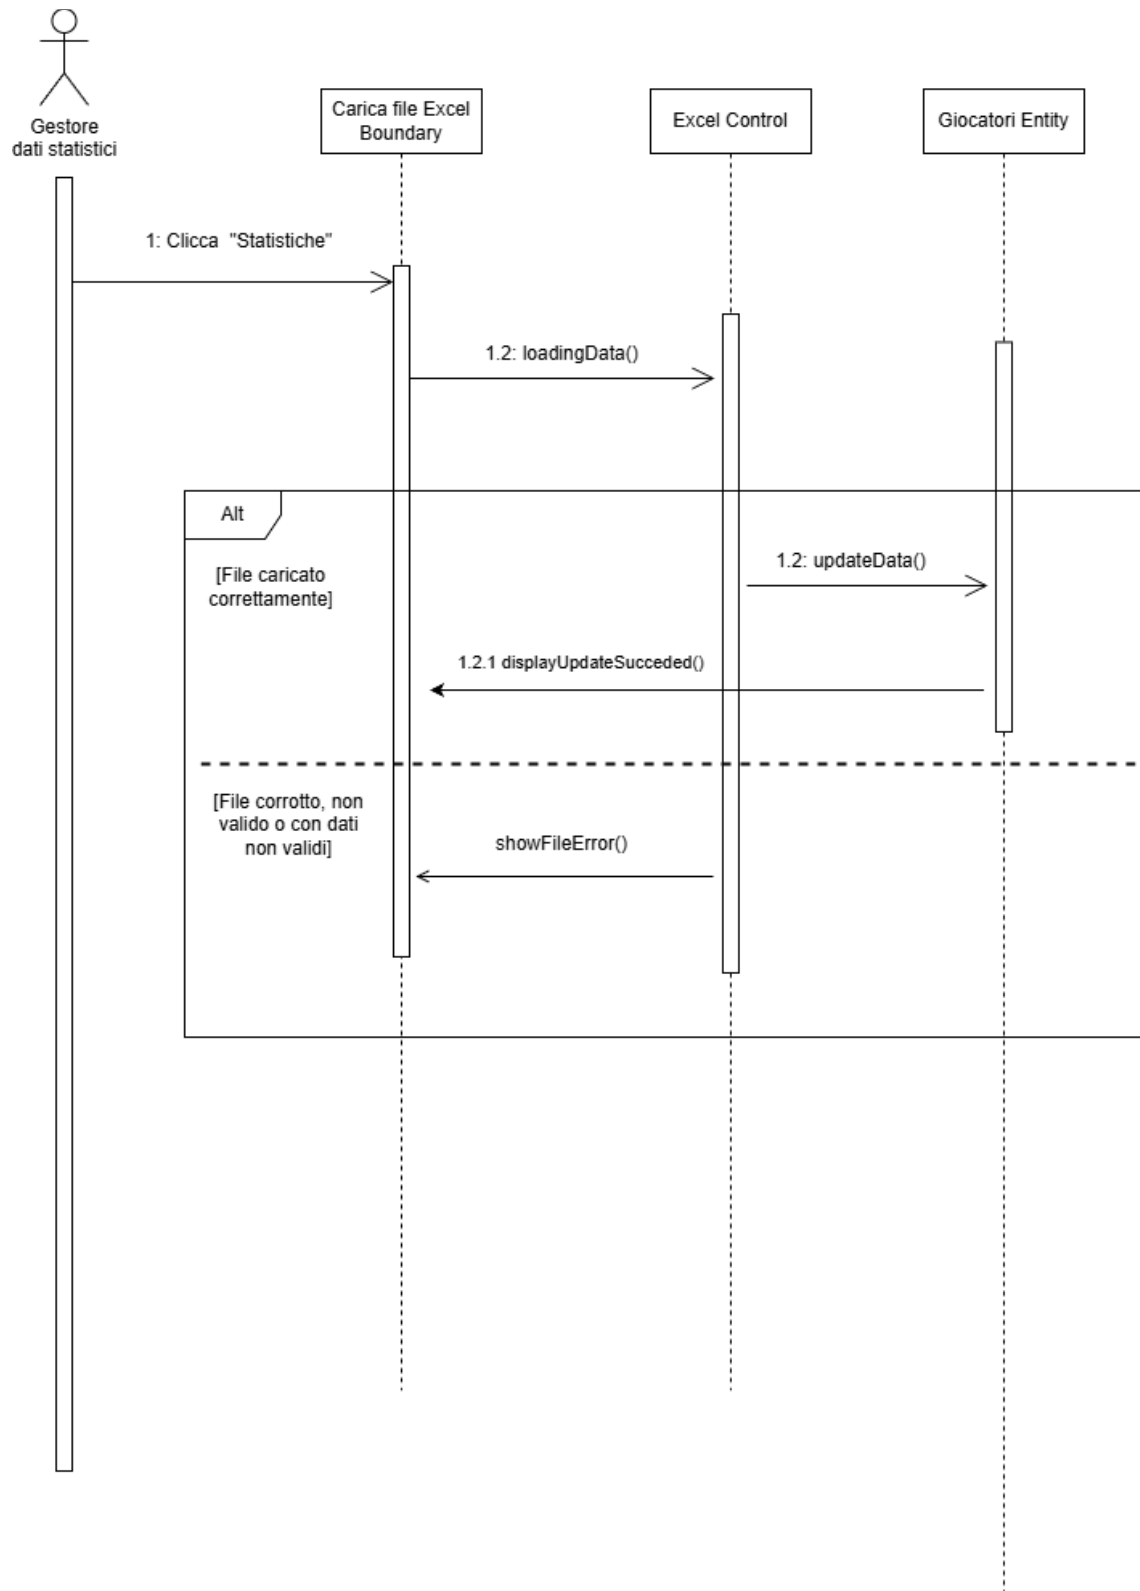 Gestore
dati statistici
Carica file Excel
Boundary
Excel Control
Giocatori Entity
1: Clicca  "Statistiche"
1.2: loadingData()
Alt
[File caricato
correttamente]
1.2: updateData()
1.2.1 displayUpdateSucceded()
[File corrotto, non
valido o con dati
non validi]
showFileError()